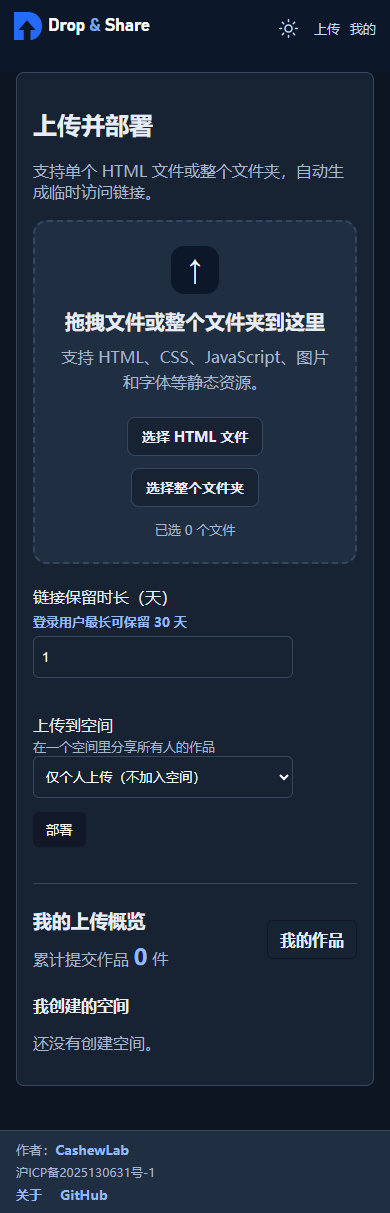 Drop & Share
上传 我的
上传并部署
支持单个 HTML 文件或整个文件夹，自动生
成临时访问链接。
↑
拖拽文件或整个文件夹到这里
支持 HTML、CSS、JavaScript、图片
和字体等静态资源。
选择 HTML 文件
选择整个文件夹
已选 0 个文件
链接保留时长（天）
登录用户最长可保留 30 天
1
上传到空间
在一个空间里分享所有人的作品
仅个人上传（不加入空间）
部署
我的上传概览
累计提交作品 0 件
我的作品
我创建的空间
还没有创建空间。
作者：CashewLab
沪ICP备2025130631号-1
关于 GitHub